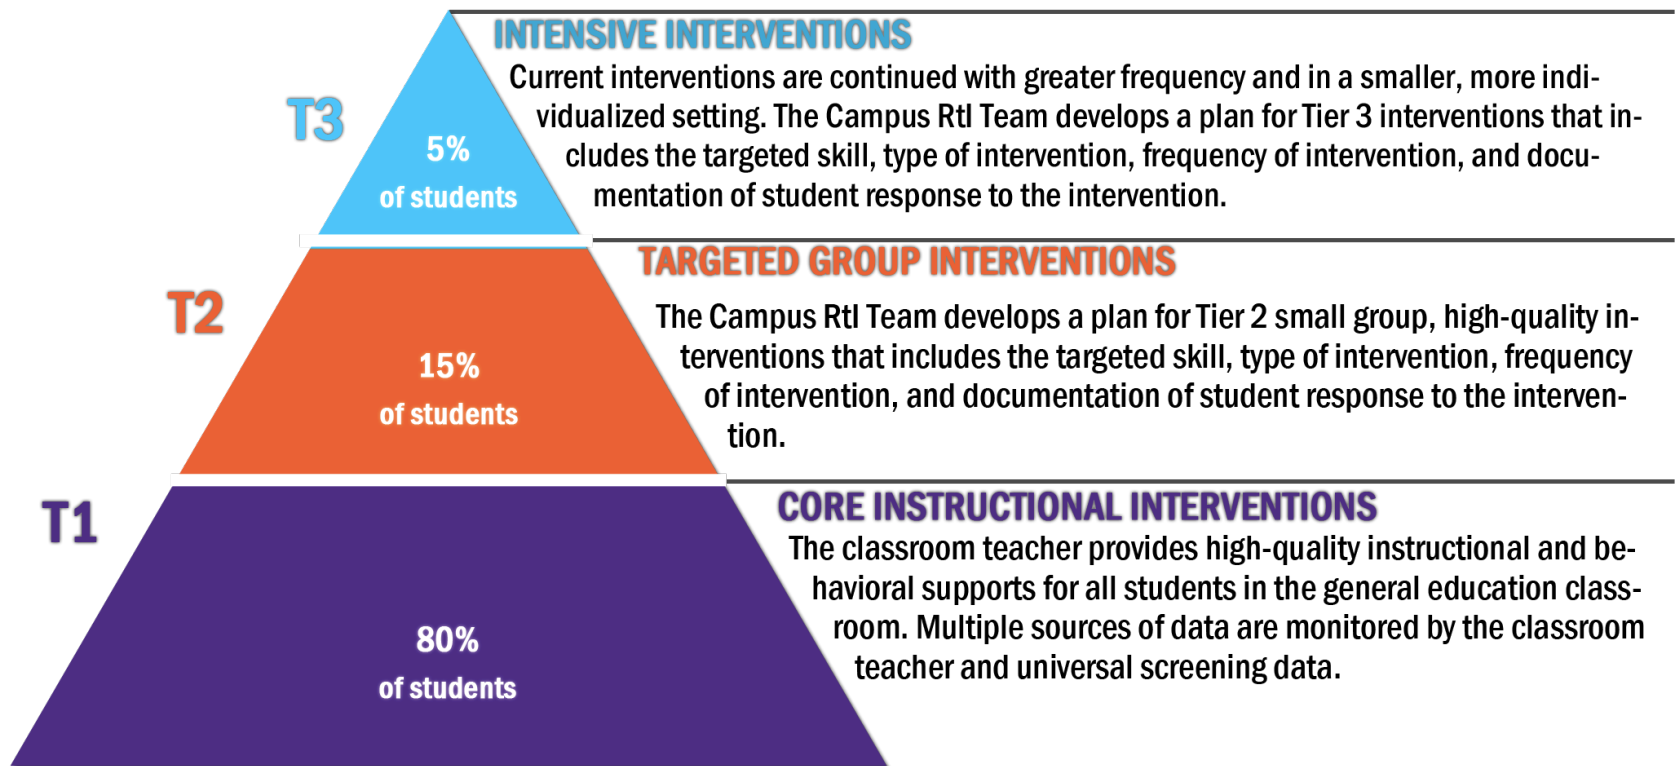 INTENSIVE INTERVENTIONS
Current interventions are continued with greater frequency and in a smaller, more indi-
vidualized setting. The Campus RtI Team develops a plan for Tier 3 interventions that in-
cludes the targeted skill, type of intervention, frequency of intervention, and docu-
mentation of student response to the intervention.
T3
5%
of students
TARGETED GROUP INTERVENTIONS
The Campus RtI Team develops a plan for Tier 2 small group, high-quality in-
terventions that includes the targeted skill, type of intervention, frequency
of intervention, and documentation of student response to the interven-
tion.
T2
15%
of students
CORE INSTRUCTIONAL INTERVENTIONS
The classroom teacher provides high-quality instructional and be-
havioral supports for all students in the general education class-
room. Multiple sources of data are monitored by the classroom
teacher and universal screening data.
T1
80%
of students